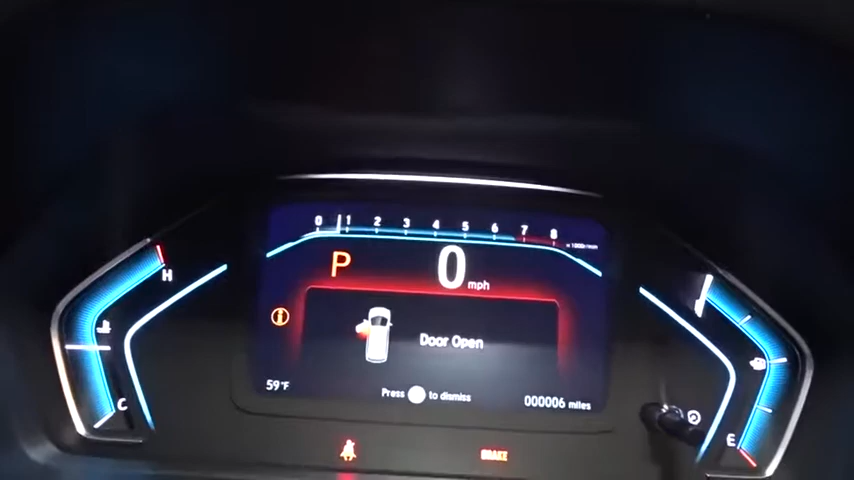 0 1 2 3 4 5 6 7 8 x 1000r/min
P 0 mph
H
Door Open
59°F
Press to dismiss
000006 miles
C
E
BRAKE